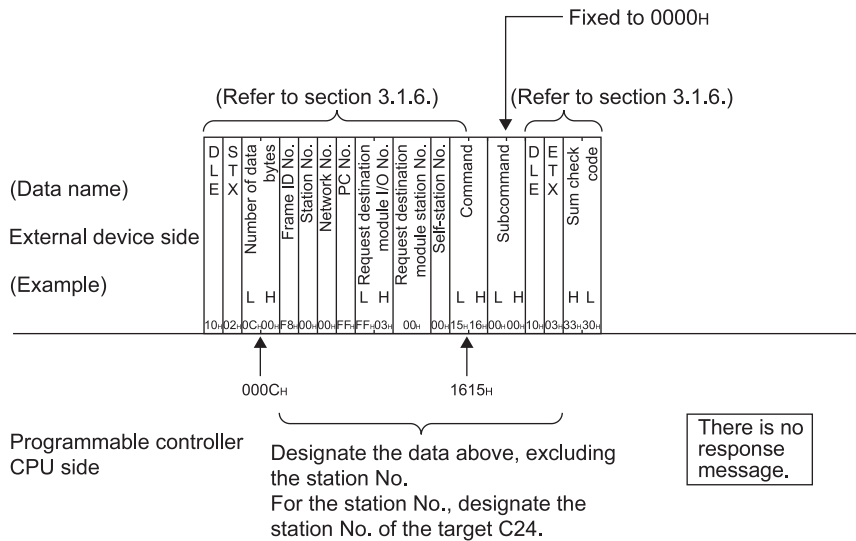 Fixed to 0000H
(Refer to section 3.1.6.)
(Refer to section 3.1.6.)
(Data name)
External device side
(Example)
DLE
STX
Number of data bytes
L H
Frame ID No.
Station No.
Network No.
PC No.
Request destination module I/O No.
L H
Request destination module station No.
Self-station No.
Command
L H
Subcommand
L H
DLE
ETX
Sum check code
H L
10H 02H 0CH 00H F8H 00H 00H FFH FFH 03H 00H 00H 15H 16H 00H 00H 10H 03H 33H 30H
000CH
1615H
Programmable controller
CPU side
Designate the data above, excluding
the station No.
For the station No., designate the
station No. of the target C24.
There is no
response
message.